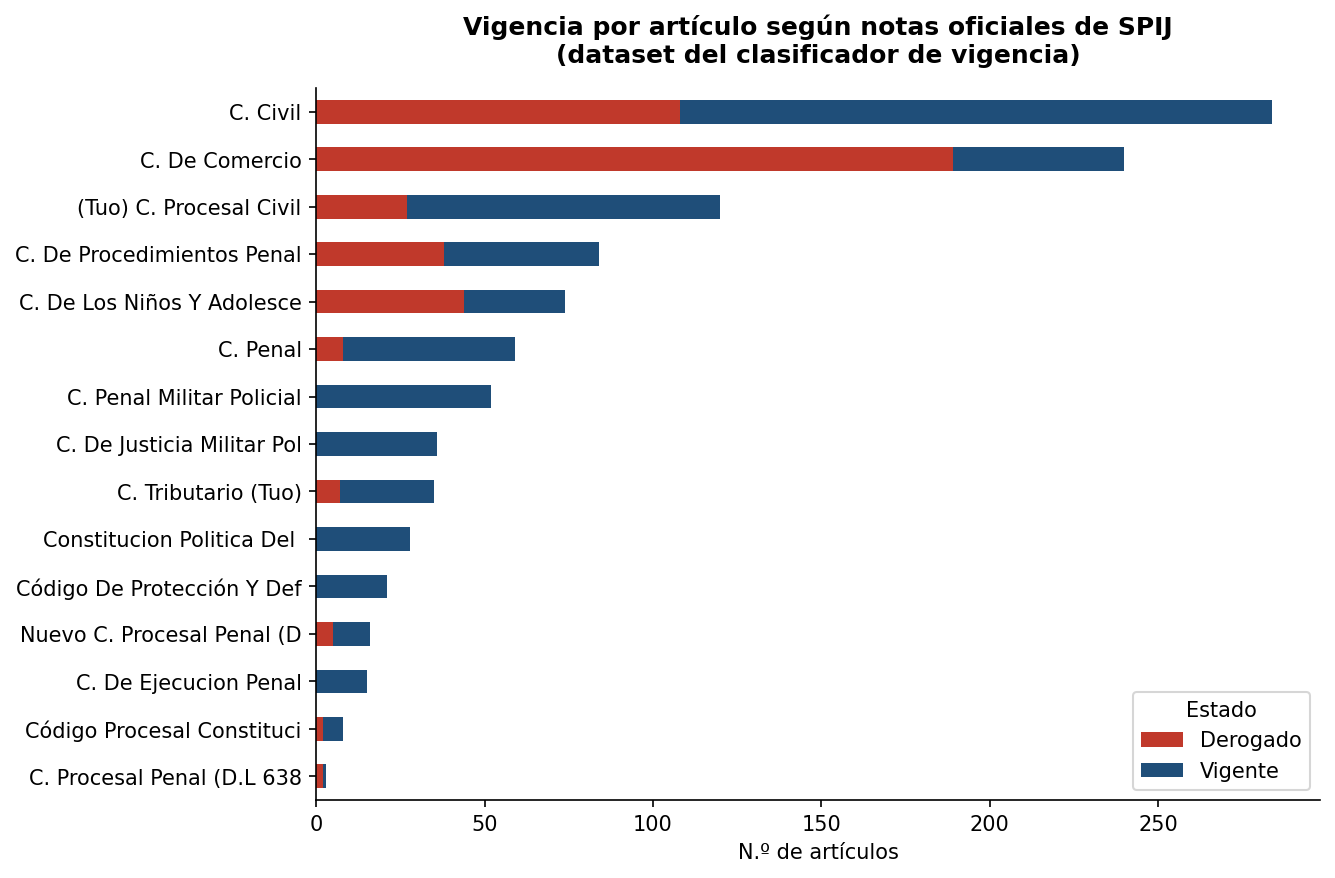 Vigencia por artículo según notas oficiales de SPIJ
(dataset del clasificador de vigencia)
C. Civil
C. De Comercio
(Tuo) C. Procesal Civil
C. De Procedimientos Penal
C. De Los Niños Y Adolesce
C. Penal
C. Penal Militar Policial
C. De Justicia Militar Pol
C. Tributario (Tuo)
Constitucion Politica Del
Código De Protección Y Def
Nuevo C. Procesal Penal (D
C. De Ejecucion Penal
Código Procesal Constituci
C. Procesal Penal (D.L 638
0 50 100 150 200 250
N.º de artículos
Estado
Derogado
Vigente